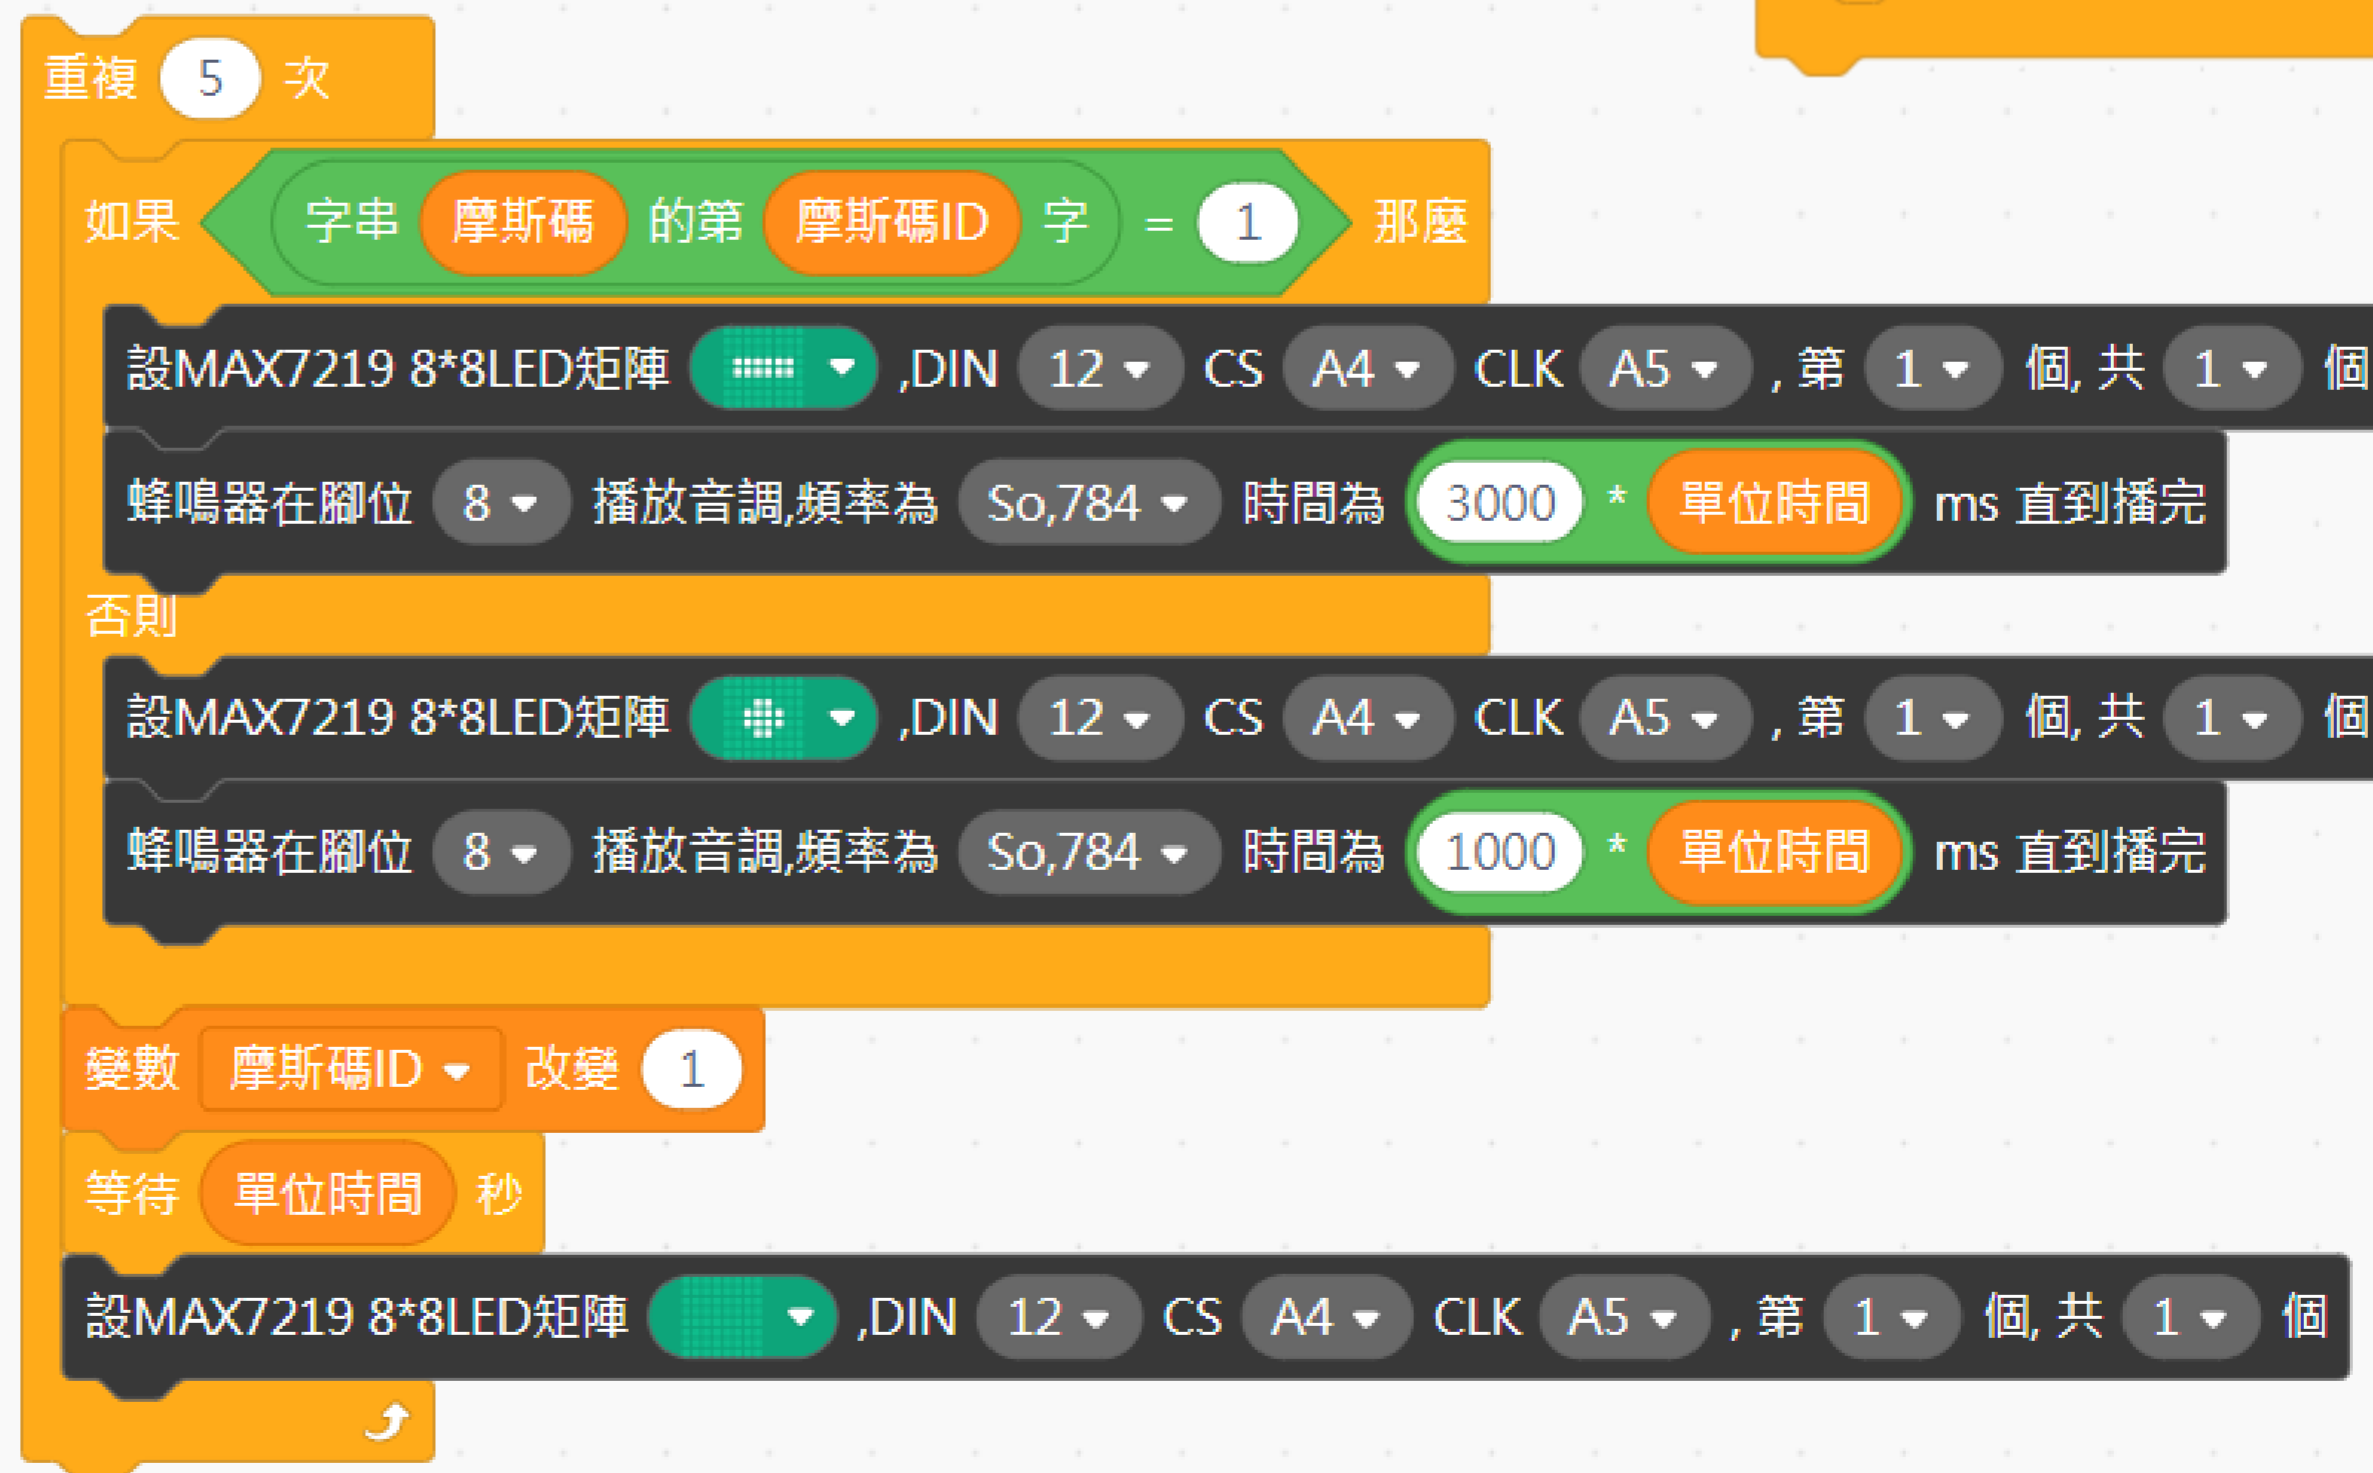 重複 5 次
如果 字串 摩斯碼 的第 摩斯碼ID 字 = 1 那麼
設MAX7219 8*8LED矩陣 ,DIN 12 CS A4 CLK A5 , 第 1 個, 共 1 個
蜂鳴器在腳位 8 播放音調,頻率為 So,784 時間為 3000 * 單位時間 ms 直到播完
否則
設MAX7219 8*8LED矩陣 ,DIN 12 CS A4 CLK A5 , 第 1 個, 共 1 個
蜂鳴器在腳位 8 播放音調,頻率為 So,784 時間為 1000 * 單位時間 ms 直到播完
變數 摩斯碼ID 改變 1
等待 單位時間 秒
設MAX7219 8*8LED矩陣 ,DIN 12 CS A4 CLK A5 , 第 1 個, 共 1 個